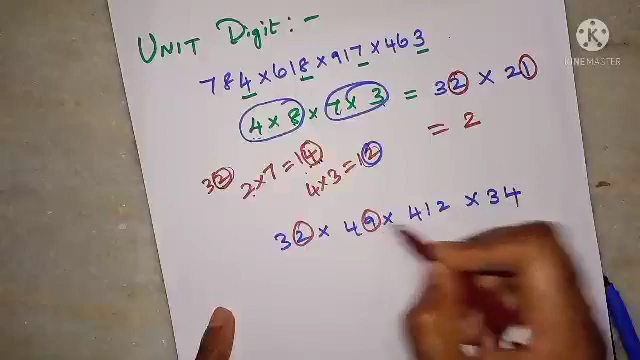 UNIT Digit:-
784×618×917×463
4×8 × 7×3 = 32 × 21
= 2
32 2×7=14 4×3=12
32 × 49 × 412 × 34
KINEMASTER